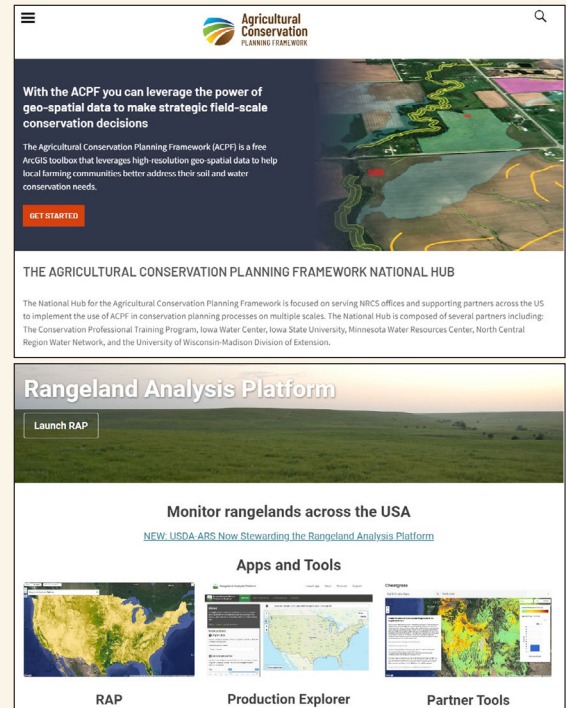 Agricultural
Conservation
PLANNING FRAMEWORK
With the ACPF you can leverage the power of
geo-spatial data to make strategic field-scale
conservation decisions
The Agricultural Conservation Planning Framework (ACPF) is a free
ArcGIS toolbox that leverages high-resolution geo-spatial data to help
local farming communities better address their soil and water
conservation needs.
GET STARTED
THE AGRICULTURAL CONSERVATION PLANNING FRAMEWORK NATIONAL HUB
The National Hub for the Agricultural Conservation Planning Framework is focused on serving NRCS offices and supporting partners across the US
to implement the use of ACPF in conservation planning processes on multiple scales. The National Hub is composed of several partners including:
The Conservation Professional Training Program, Iowa Water Center, Iowa State University, Minnesota Water Resources Center, North Central
Region Water Network, and the University of Wisconsin-Madison Division of Extension.
Rangeland Analysis Platform
Launch RAP
Monitor rangelands across the USA
NEW: USDA-ARS Now Stewarding the Rangeland Analysis Platform
Apps and Tools
Cheatgrass
RAP
Production Explorer
Partner Tools